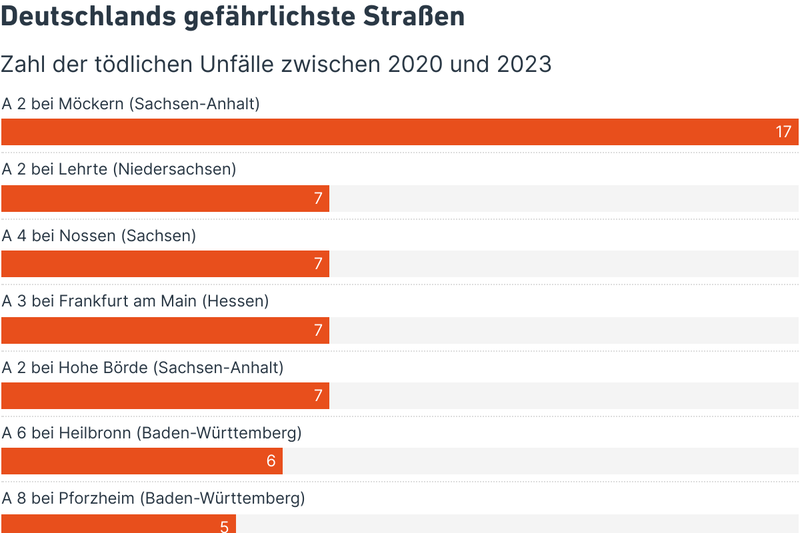 Deutschlands gefährlichste Straßen
Zahl der tödlichen Unfälle zwischen 2020 und 2023
A 2 bei Möckern (Sachsen-Anhalt)
17
A 2 bei Lehrte (Niedersachsen)
7
A 4 bei Nossen (Sachsen)
7
A 3 bei Frankfurt am Main (Hessen)
7
A 2 bei Hohe Börde (Sachsen-Anhalt)
7
A 6 bei Heilbronn (Baden-Württemberg)
6
A 8 bei Pforzheim (Baden-Württemberg)
5